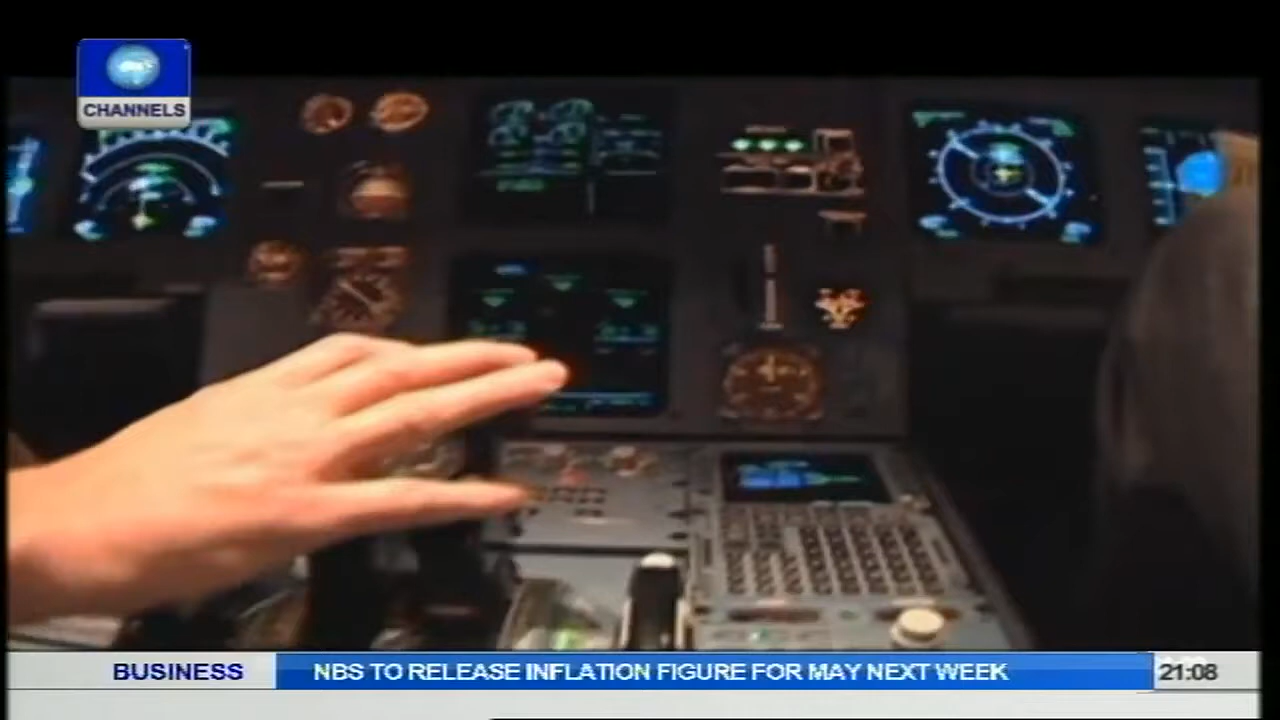 CHANNELS
BUSINESS
NBS TO RELEASE INFLATION FIGURE FOR MAY NEXT WEEK
21:08